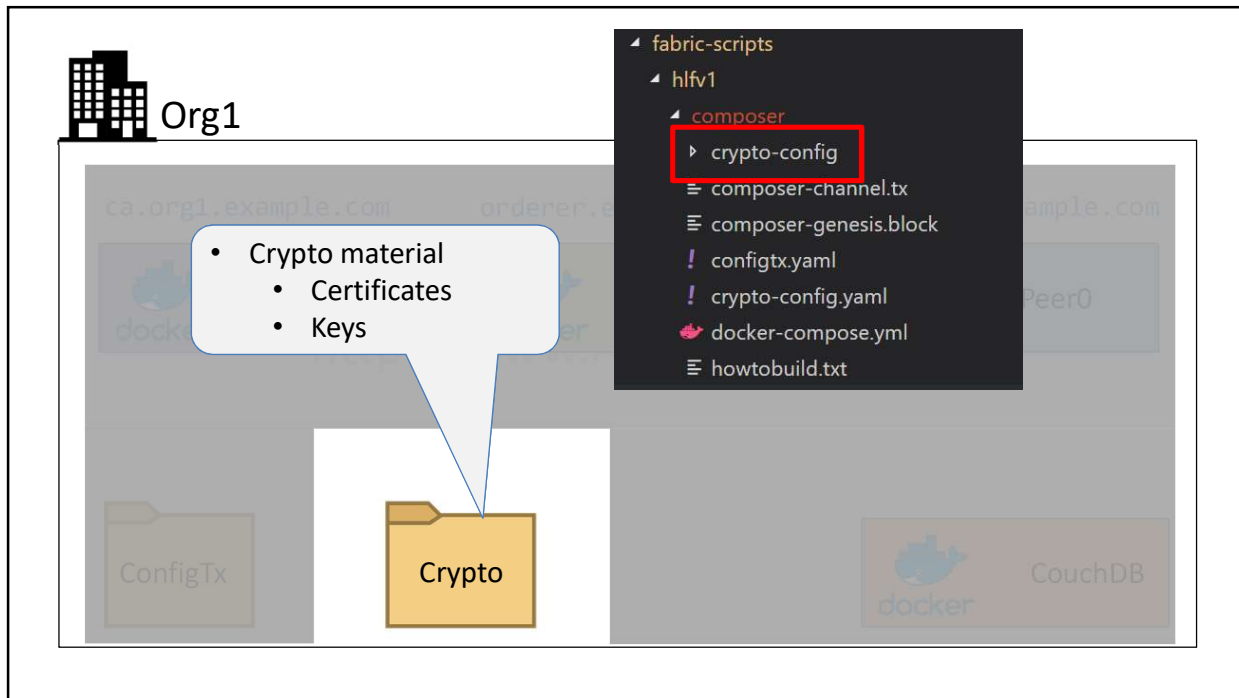 Org1
fabric-scripts
hlfv1
composer
crypto-config
composer-channel.tx
composer-genesis.block
configtx.yaml
crypto-config.yaml
docker-compose.yml
howtobuild.txt
ca.org1.example.com
orderer.e
ample.com
• Crypto material
• Certificates
• Keys
docke
er
Peer0
ConfigTx
Crypto
docker
CouchDB